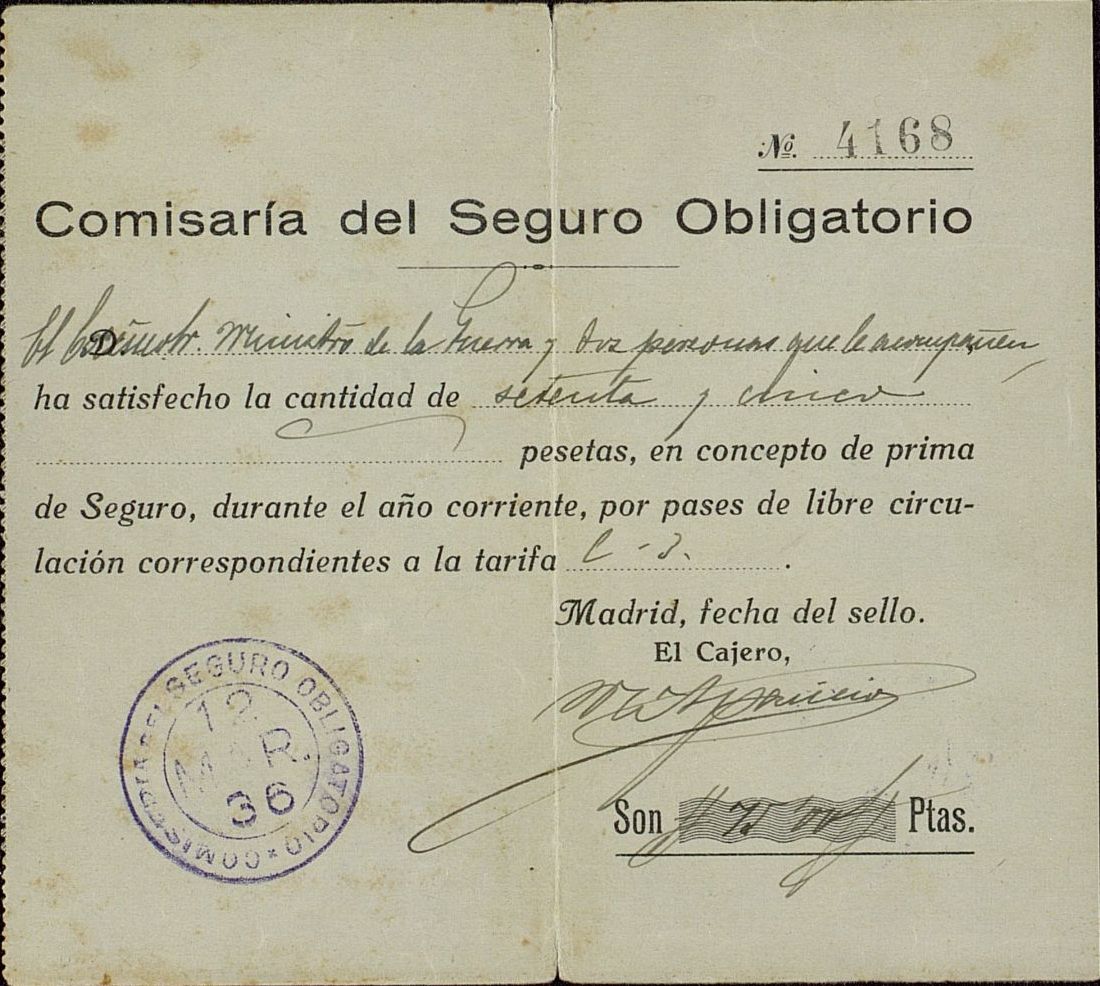 No. 4168
Comisaría del Seguro Obligatorio
El D. Ministro de la Guerra y dos personas que le acompañen
ha satisfecho la cantidad de setenta y cinco
pesetas, en concepto de prima
de Seguro, durante el año corriente, por pases de libre circu-
lación correspondientes a la tarifa C-3.
Madrid, fecha del sello.
El Cajero,
COMISARIA DEL SEGURO OBLIGATORIO
12
MAR.
36
Son 75 00 Ptas.